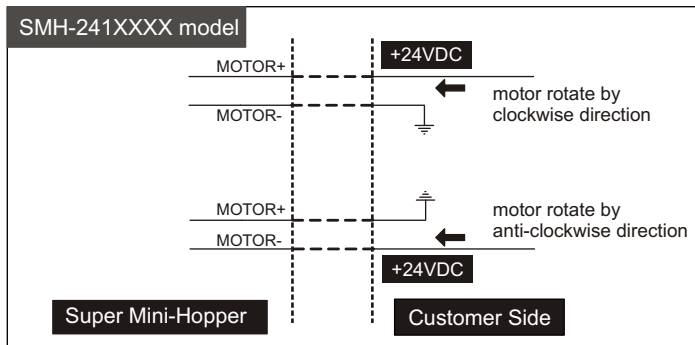 SMH-241XXXX model
+24VDC
MOTOR+
motor rotate by
clockwise direction
MOTOR-
MOTOR+
motor rotate by
anti-clockwise direction
MOTOR-
+24VDC
Super Mini-Hopper
Customer Side